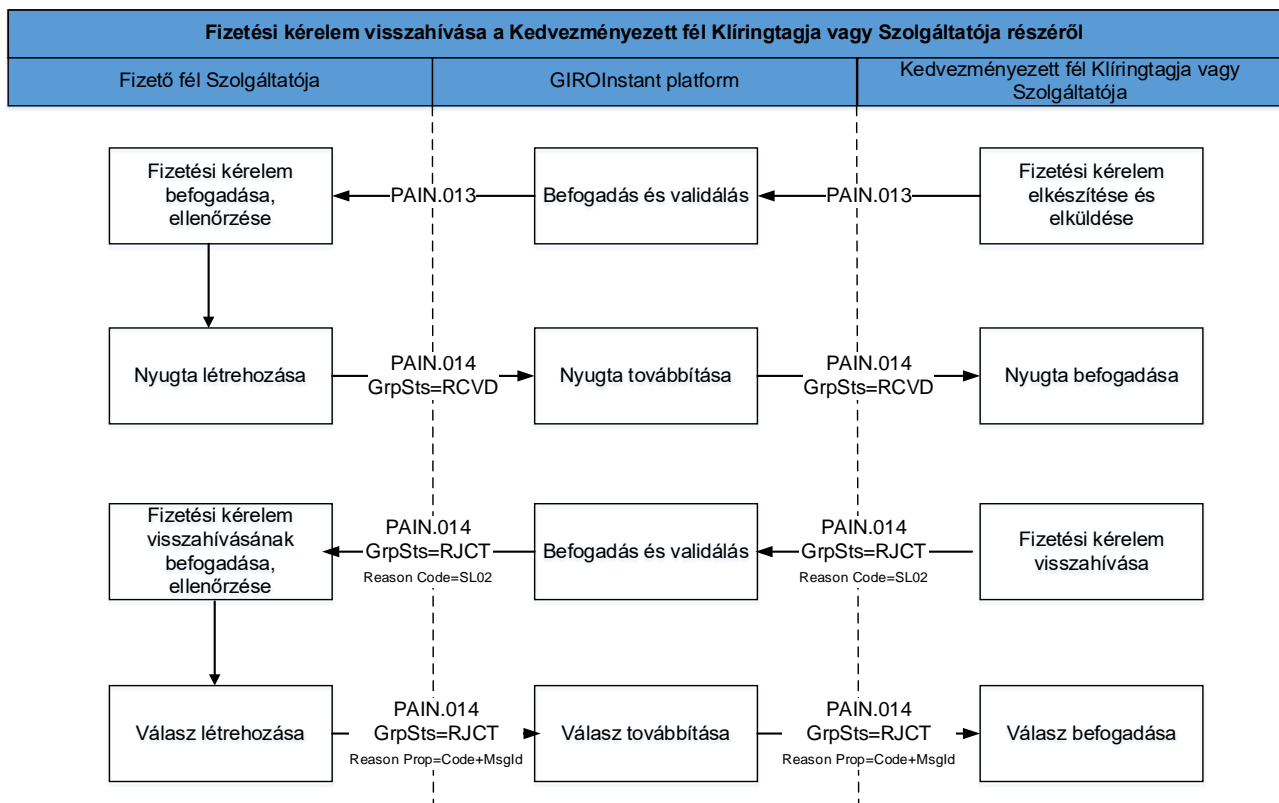 Fizetési kérelem visszahívása a Kedvezményezett fél Klíringtagja vagy Szolgáltatója részéről
Fizető fél Szolgáltatója
GIROInstant platform
Kedvezményezett fél Klíringtagja vagy
Szolgáltatója
Fizetési kérelem
befogadása,
ellenőrzése
PAIN.013
Befogadás és validálás
PAIN.013
Fizetési kérelem
elkészítése és
elküldése
Nyugta létrehozása
PAIN.014
GrpSts=RCVD
Nyugta továbbítása
PAIN.014
GrpSts=RCVD
Nyugta befogadása
Fizetési kérelem
visszahívásának
befogadása,
ellenőrzése
PAIN.014
GrpSts=RJCT
Reason Code=SL02
Befogadás és validálás
PAIN.014
GrpSts=RJCT
Reason Code=SL02
Fizetési kérelem
visszahívása
Válasz létrehozása
PAIN.014
GrpSts=RJCT
Reason Prop=Code+MsgId
Válasz továbbítása
PAIN.014
GrpSts=RJCT
Reason Prop=Code+MsgId
Válasz befogadása